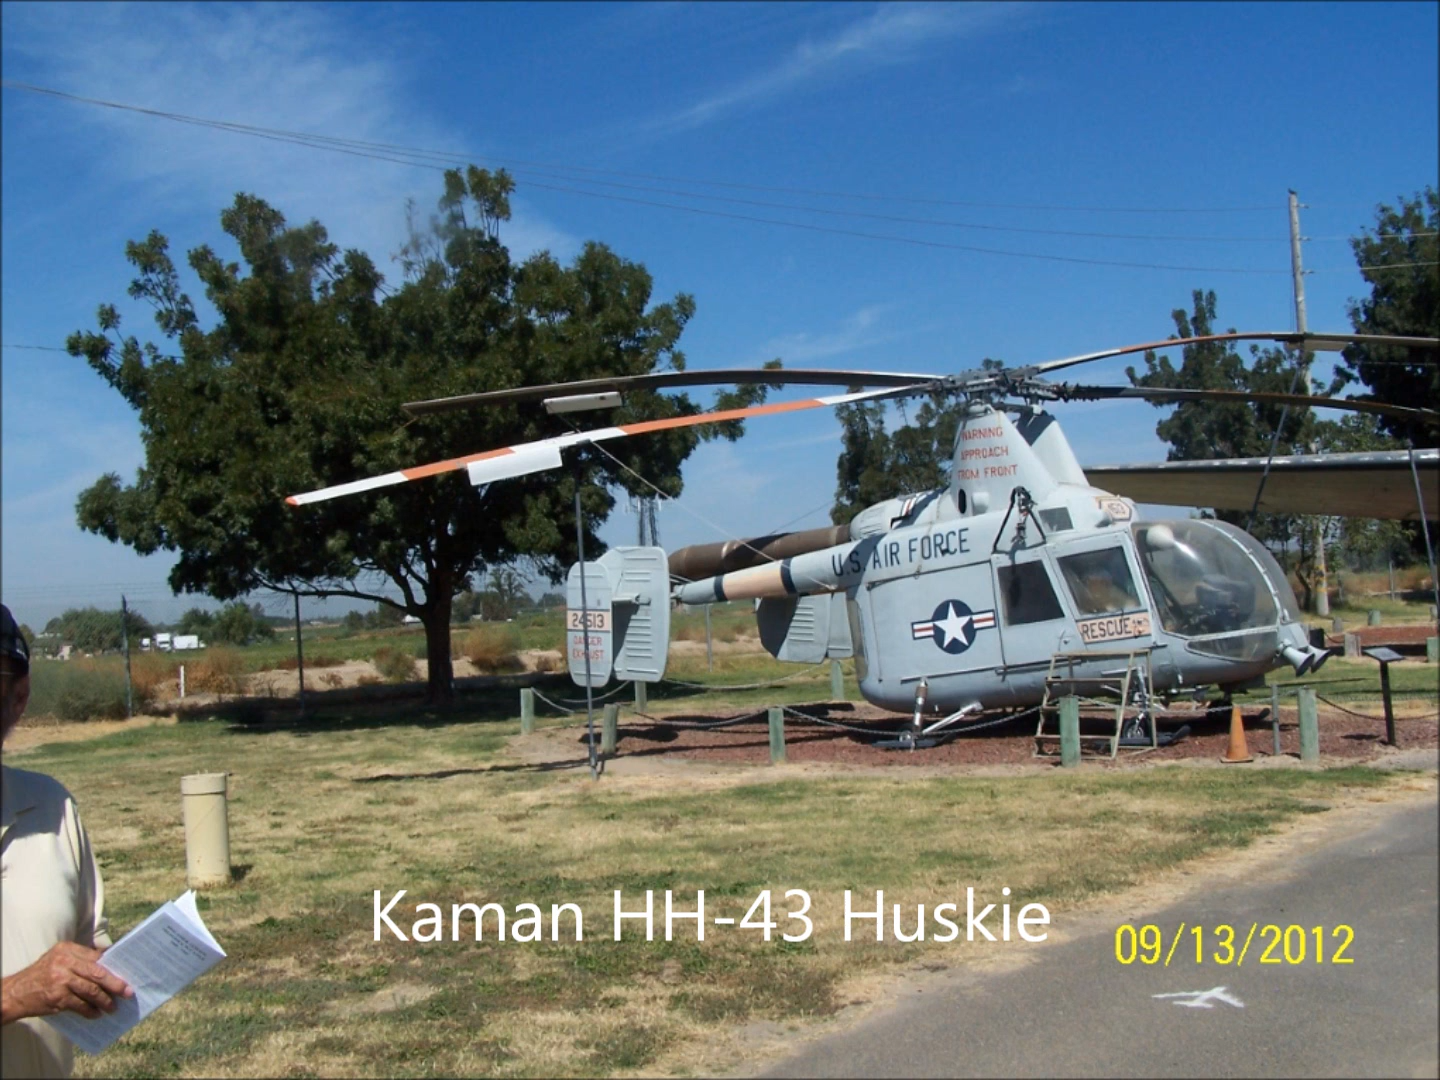 WARNING
APPROACH
FROM FRONT
U.S. AIR FORCE
24513
DANGER
EXHAUST
RESCUE
Kaman HH-43 Huskie
09/13/2012